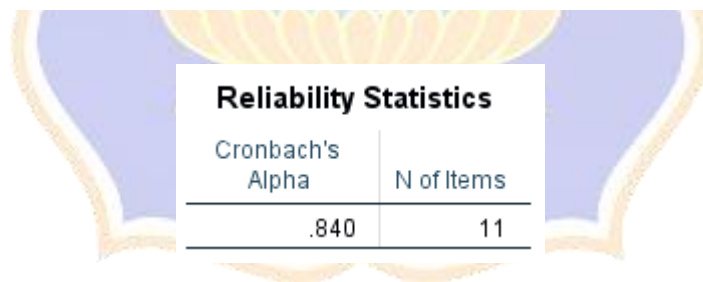 Reliability Statistics
Cronbach's
Alpha
N of Items
.840
11